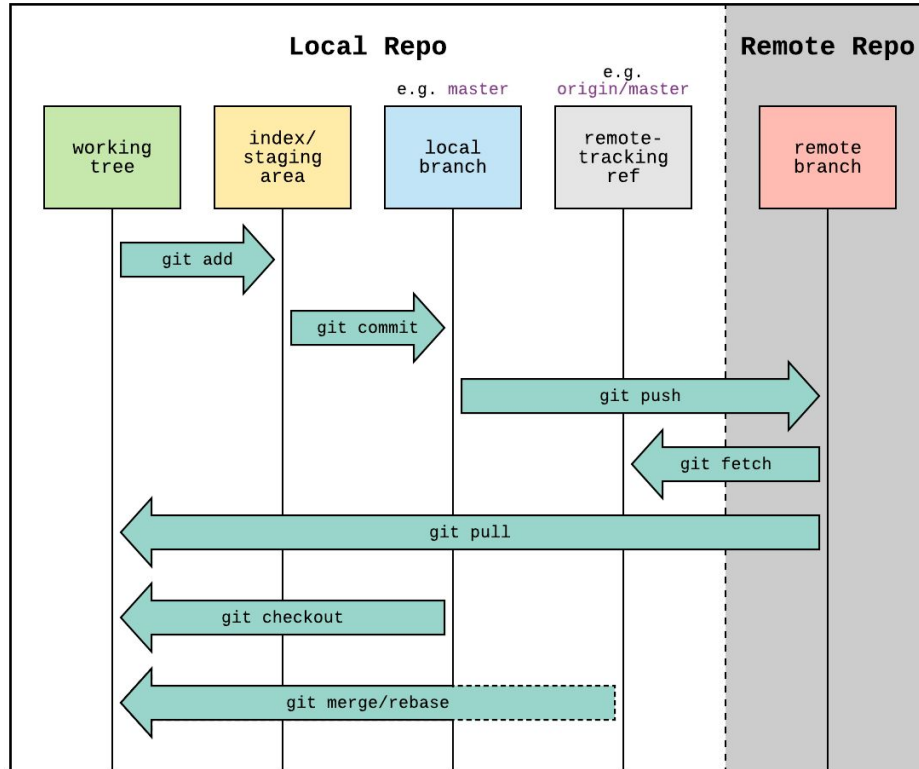 Local Repo
Remote Repo
e.g. master
e.g.
origin/master
working
tree
index/
staging
area
local
branch
remote-
tracking
ref
remote
branch
git add
git commit
git push
git fetch
git pull
git checkout
git merge/rebase